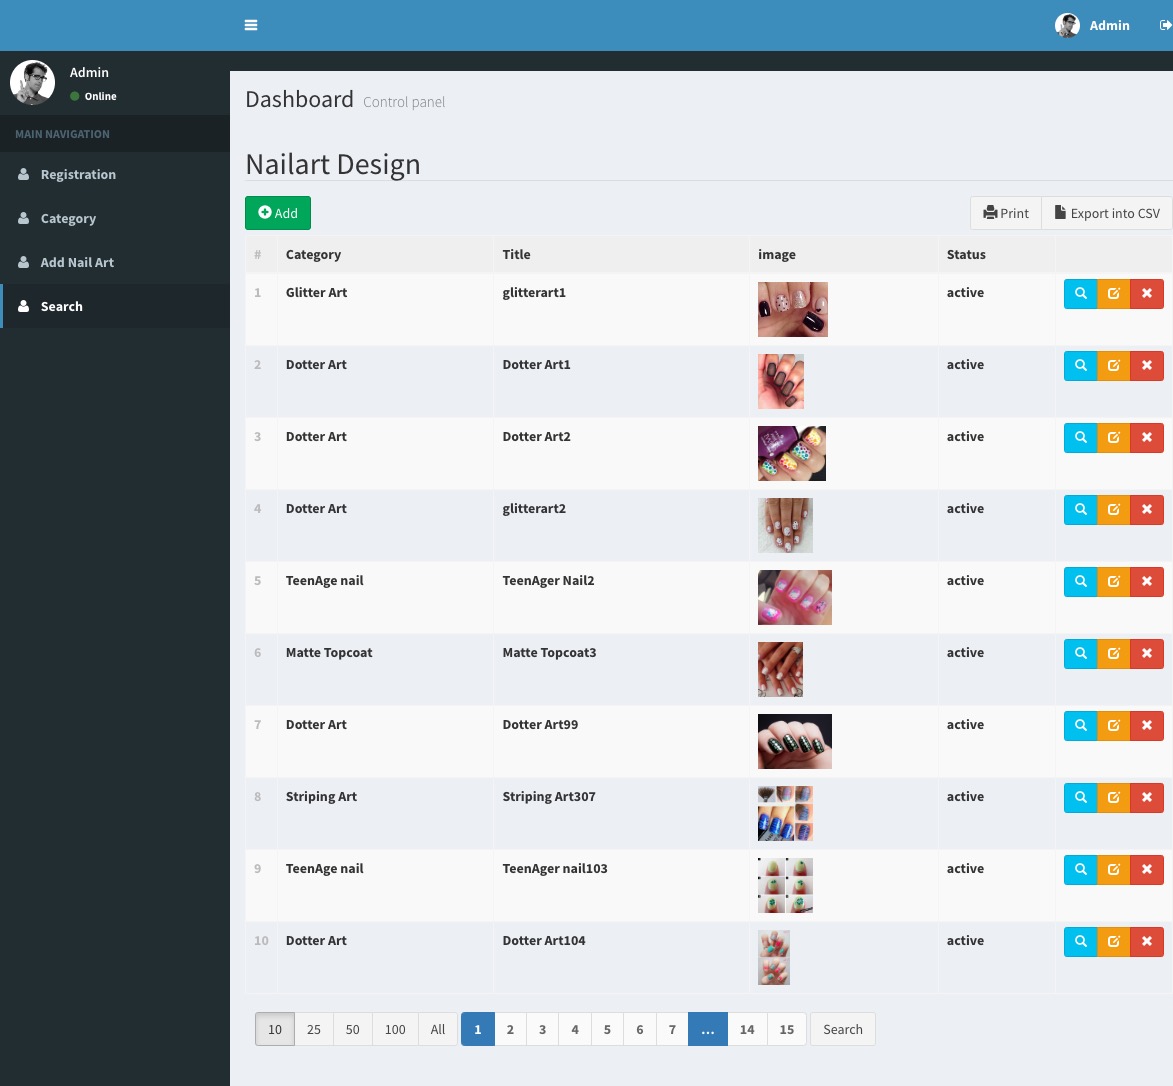 Admin
Admin
Online
MAIN NAVIGATION
Registration
Category
Add Nail Art
Search
Dashboard Control panel
Nailart Design
Add Print Export into CSV
# Category Title image Status
1 Glitter Art glitterart1 active
2 Dotter Art Dotter Art1 active
3 Dotter Art Dotter Art2 active
4 Dotter Art glitterart2 active
5 TeenAge nail TeenAger Nail2 active
6 Matte Topcoat Matte Topcoat3 active
7 Dotter Art Dotter Art99 active
8 Striping Art Striping Art307 active
9 TeenAge nail TeenAger nail103 active
10 Dotter Art Dotter Art104 active
10 25 50 100 All 1 2 3 4 5 6 7 ... 14 15 Search